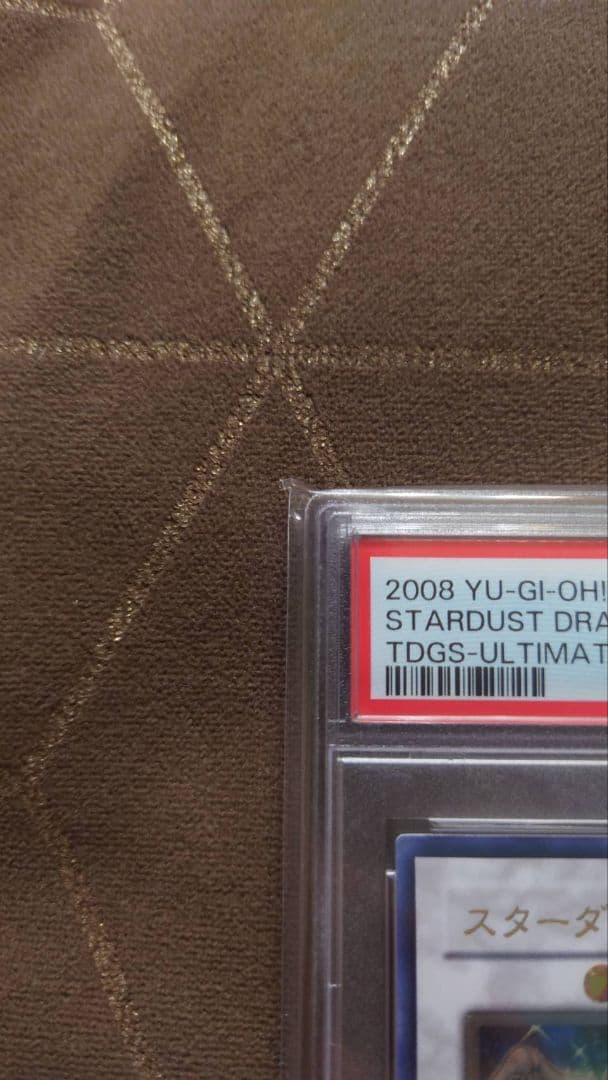 2008 YU-GI-OH!
STARDUST DRA
TDGS-ULTIMAT
スターダ